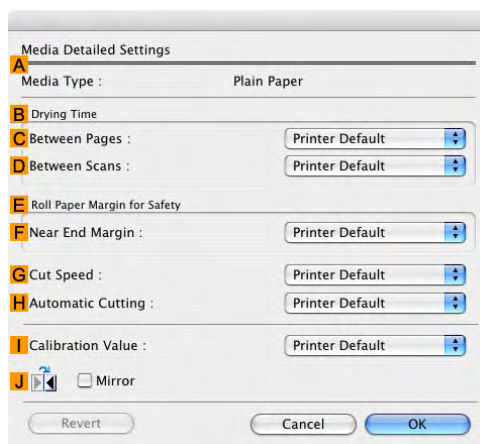 Media Detailed Settings
A
Media Type : Plain Paper
B Drying Time
C Between Pages : Printer Default
D Between Scans : Printer Default
E Roll Paper Margin for Safety
F Near End Margin : Printer Default
G Cut Speed : Printer Default
H Automatic Cutting : Printer Default
I Calibration Value : Printer Default
J Mirror
Revert Cancel OK